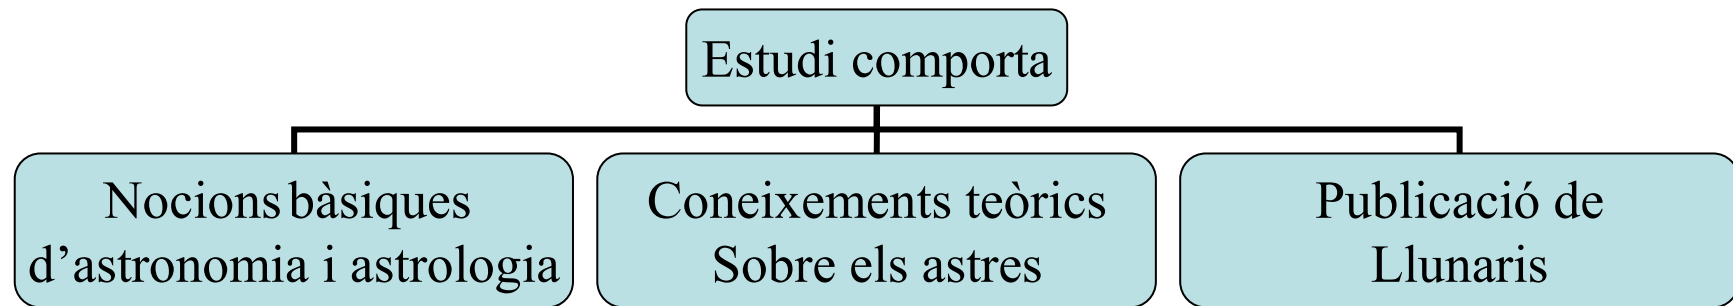 Estudi comporta
Nocions bàsiques
d’astronomia i astrologia
Coneixements teòrics
Sobre els astres
Publicació de
Llunaris